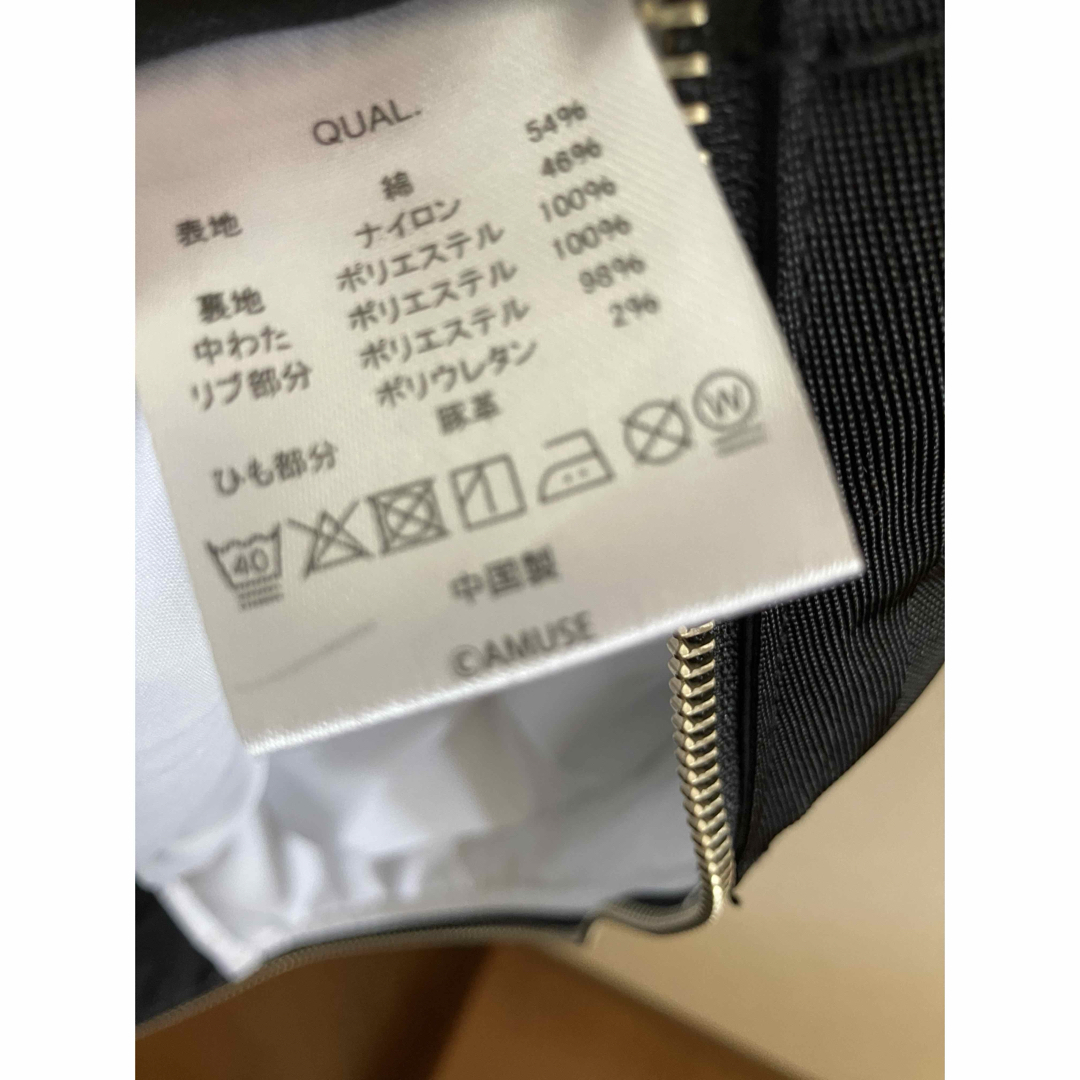 QUAL.
表地 綿 54%
ナイロン 46%
裏地 ポリエステル 100%
中わた ポリエステル 100%
リブ部分 ポリエステル 98%
ポリウレタン 2%
ひも部分 豚革
40 W
中国製
©AMUSE